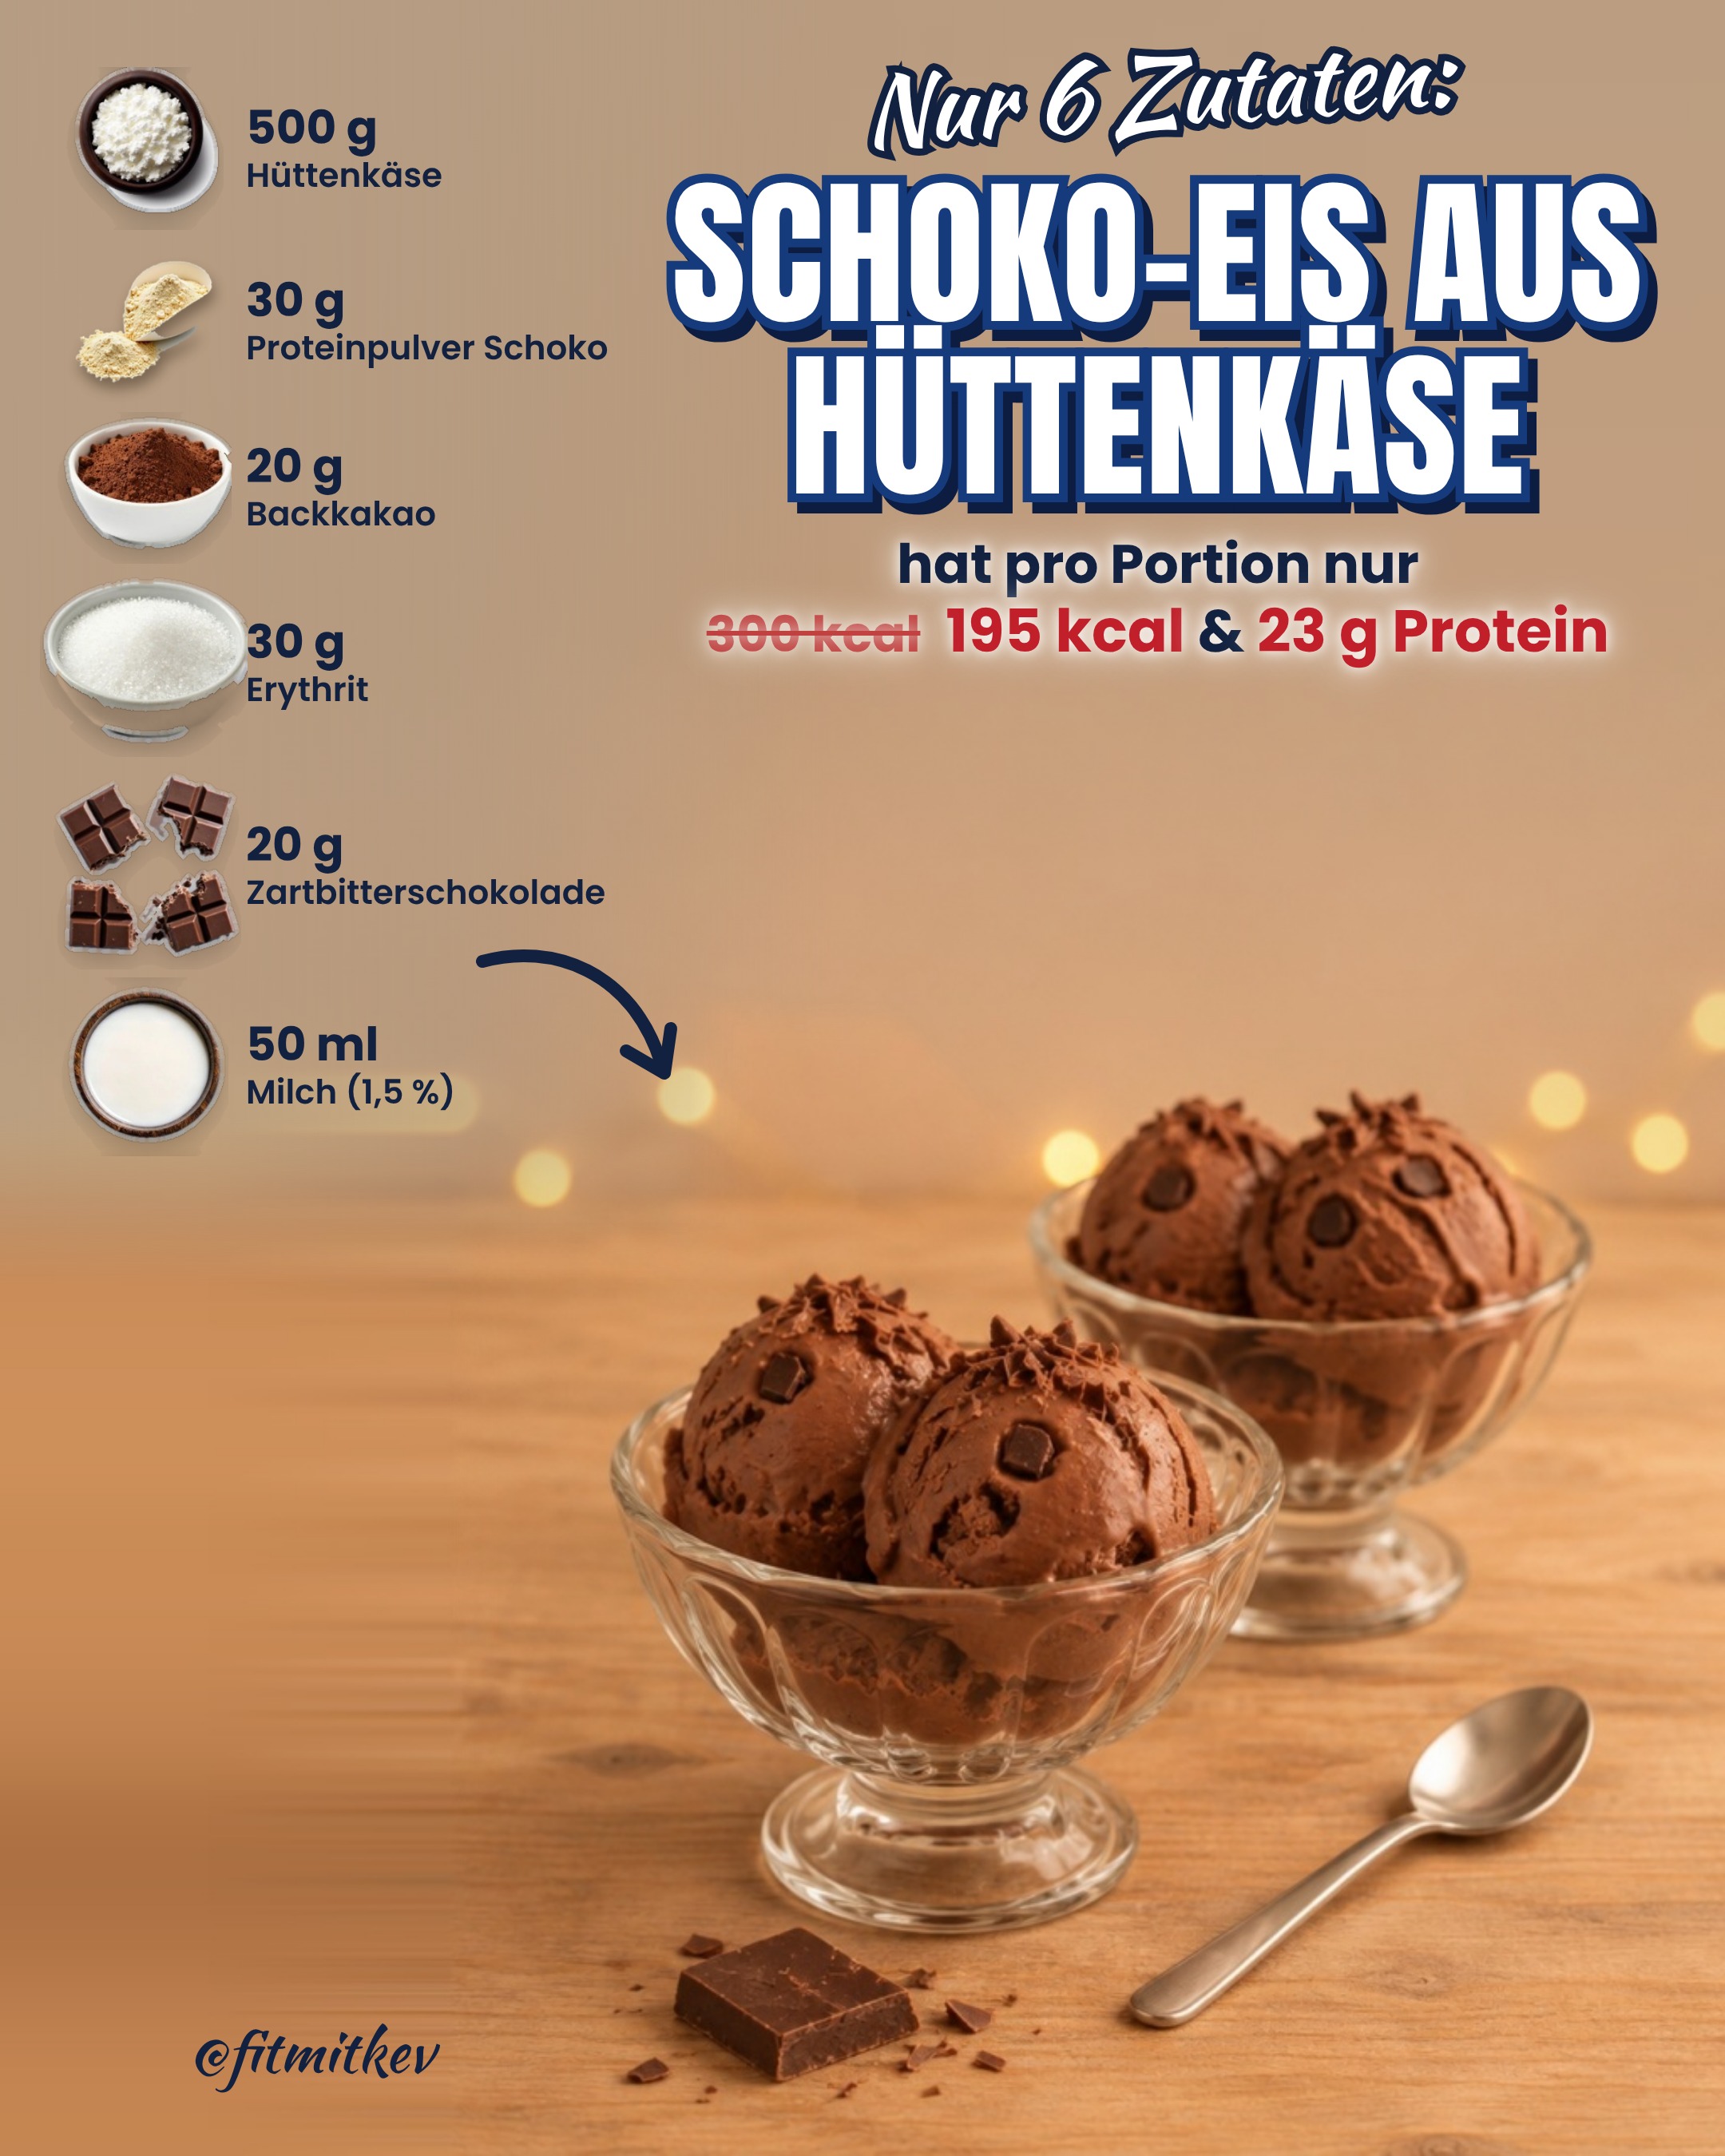 Nur 6 Zutaten:
SCHOKO-EIS AUS
HÜTTENKÄSE
hat pro Portion nur
300 kcal 195 kcal & 23 g Protein
500 g
Hüttenkäse
30 g
Proteinpulver Schoko
20 g
Backkakao
30 g
Erythrit
20 g
Zartbitterschokolade
50 ml
Milch (1,5 %)
@fitmitkev